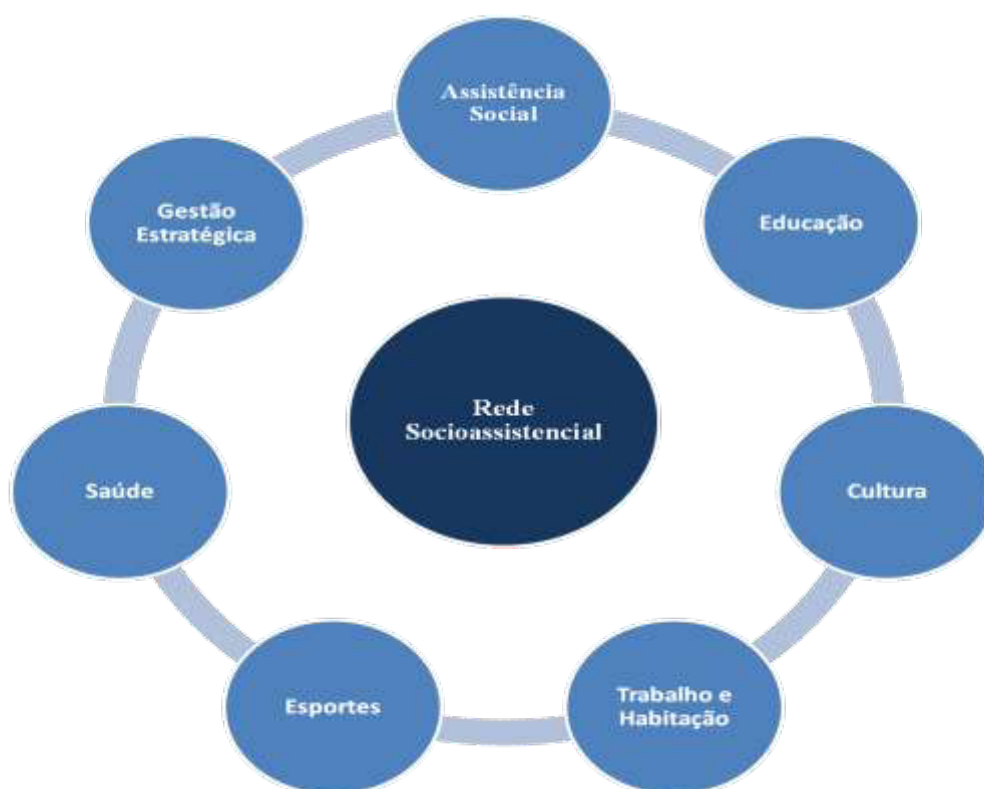 Assistência
Social
Educação
Cultura
Trabalho e
Habitação
Esportes
Saúde
Gestão
Estratégica
Rede
Socioassistencial